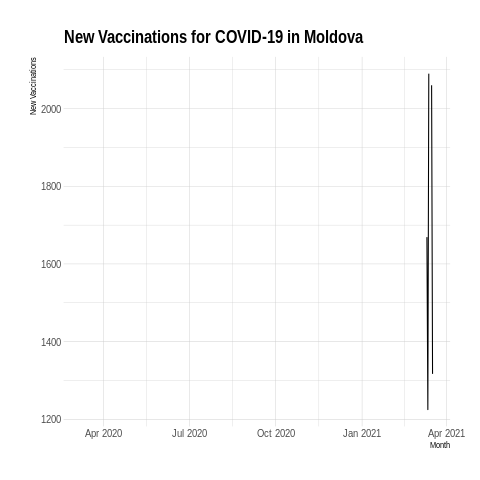 New Vaccinations for COVID-19 in Moldova
New Vaccinations
2000
1800
1600
1400
1200
Apr 2020 Jul 2020 Oct 2020 Jan 2021 Apr 2021
Month